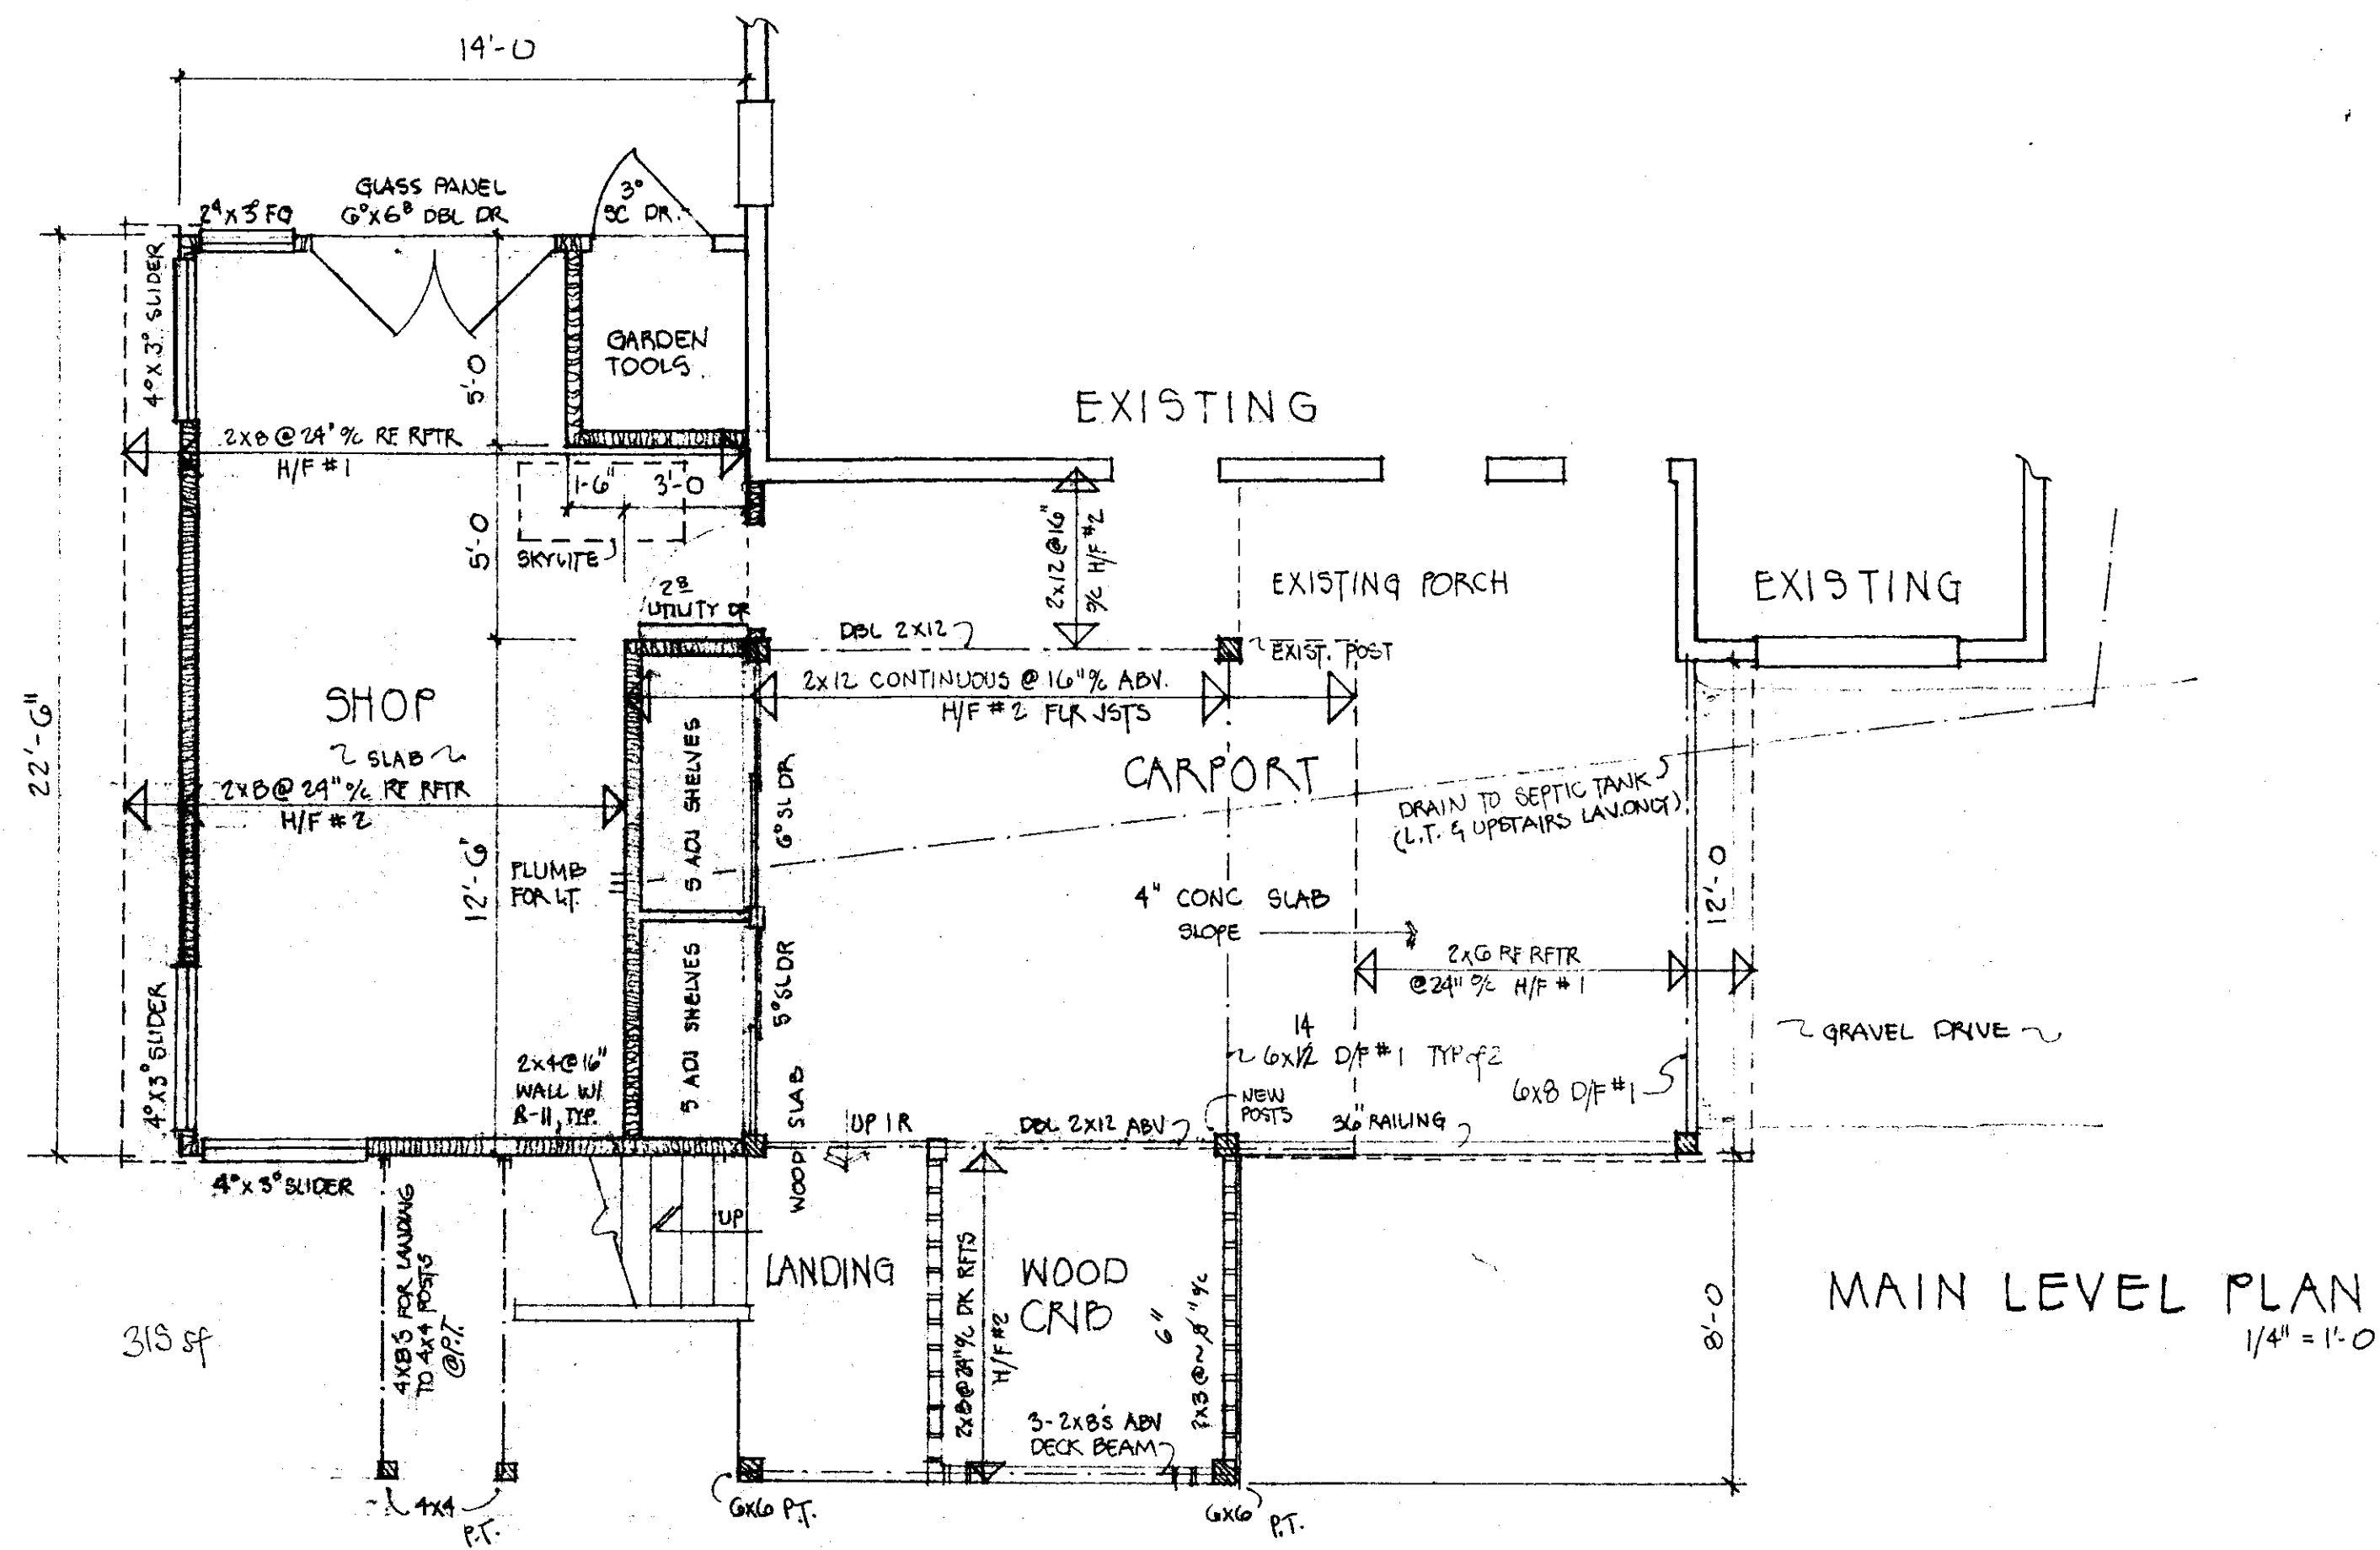 14'-0
GLASS PANEL
6⁰X6⁸ DBL DR
2⁴X3⁰ FG
3⁰
SC DR.
4⁰X3⁰ SLIDER
GARDEN
TOOLS
5'-0
EXISTING
2X8 @ 24" o/c RF RFTR
H/F #1
1-6" 3'-0
SKYLITE
5'-0
2X12 @ 16"
o/c H/F #2
2⁸
UTILITY DR
EXISTING PORCH
EXISTING
DBL 2X12
EXIST. POST
2X12 CONTINUOUS @ 16" o/c ABV.
H/F #2 FLR JSTS
22'-6"
SHOP
SLAB
2X8 @ 24" o/c RF RFTR
H/F #2
5 ADJ SHELVES
6⁰ SL DR
CARPORT
DRAIN TO SEPTIC TANK
(L.T. & UPSTAIRS LAV. ONLY)
12'-6"
PLUMB
FOR L.T.
4" CONC SLAB
SLOPE
12'-0
2X6 RF RFTR
@24" o/c H/F #1
5 ADJ SHELVES
5⁰ SL DR
4⁰X3⁰ SLIDER
GRAVEL DRIVE
14
6X12 D/F #1 TYP of 2
6X8 D/F #1
2X4 @ 16"
WALL W/
R-11, TYP.
NEW
POSTS
36" RAILING
UP 1R
DBL 2X12 ABV
WOOD SLAB
4⁰X3⁰ SLIDER
UP
LANDING
WOOD
CRIB
4X8'S FOR LANDING
TO 4X4 POSTS
@P.T.
2X8 @ 24" o/c DK RFTS
H/F #2
6"
2X3 @ ~ 8" o/c
8'-0
MAIN LEVEL PLAN
1/4" = 1'-0
315 sf
3-2X8'S ABV
DECK BEAM
4X4
P.T.
6X6 P.T.
6X6 P.T.